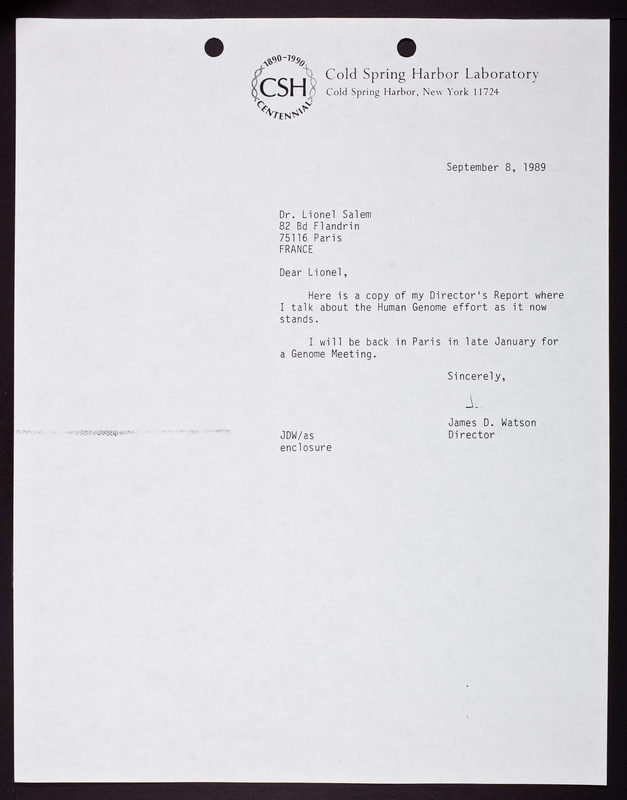 1890-1990
CSH
CENTENNIAL
Cold Spring Harbor Laboratory
Cold Spring Harbor, New York 11724
September 8, 1989
Dr. Lionel Salem
82 Bd Flandrin
75116 Paris
FRANCE
Dear Lionel,
Here is a copy of my Director's Report where
I talk about the Human Genome effort as it now
stands.
I will be back in Paris in late January for
a Genome Meeting.
Sincerely,
James D. Watson
Director
JDW/as
enclosure